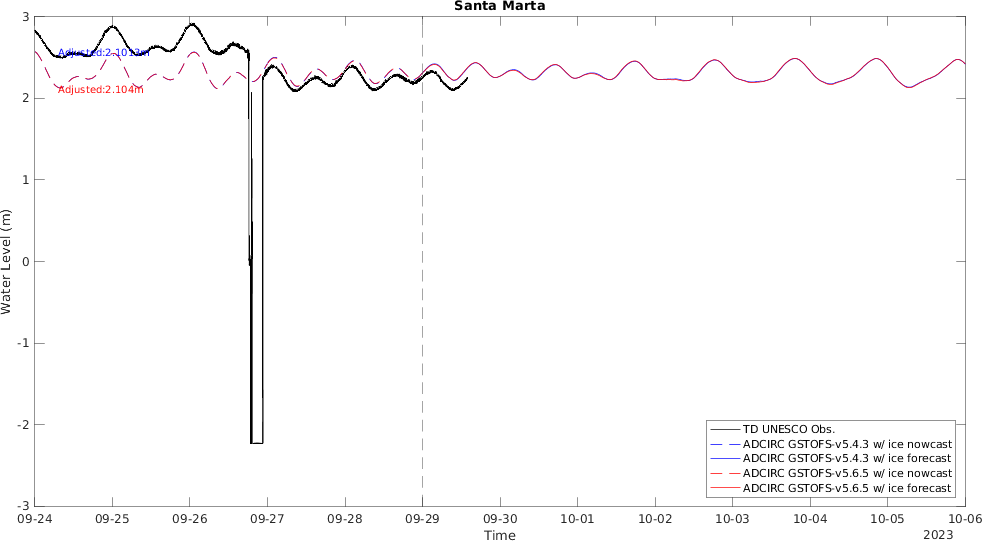 Santa Marta
3
2
1
0
-1
-2
-3
Water Level (m)
Adjusted:2.104m
TD UNESCO Obs.
ADCIRC GSTOFS-v5.4.3 w/ ice nowcast
ADCIRC GSTOFS-v5.4.3 w/ ice forecast
ADCIRC GSTOFS-v5.6.5 w/ ice nowcast
ADCIRC GSTOFS-v5.6.5 w/ ice forecast
09-24 09-25 09-26 09-27 09-28 09-29 09-30 10-01 10-02 10-03 10-04 10-05 10-06
Time
2023